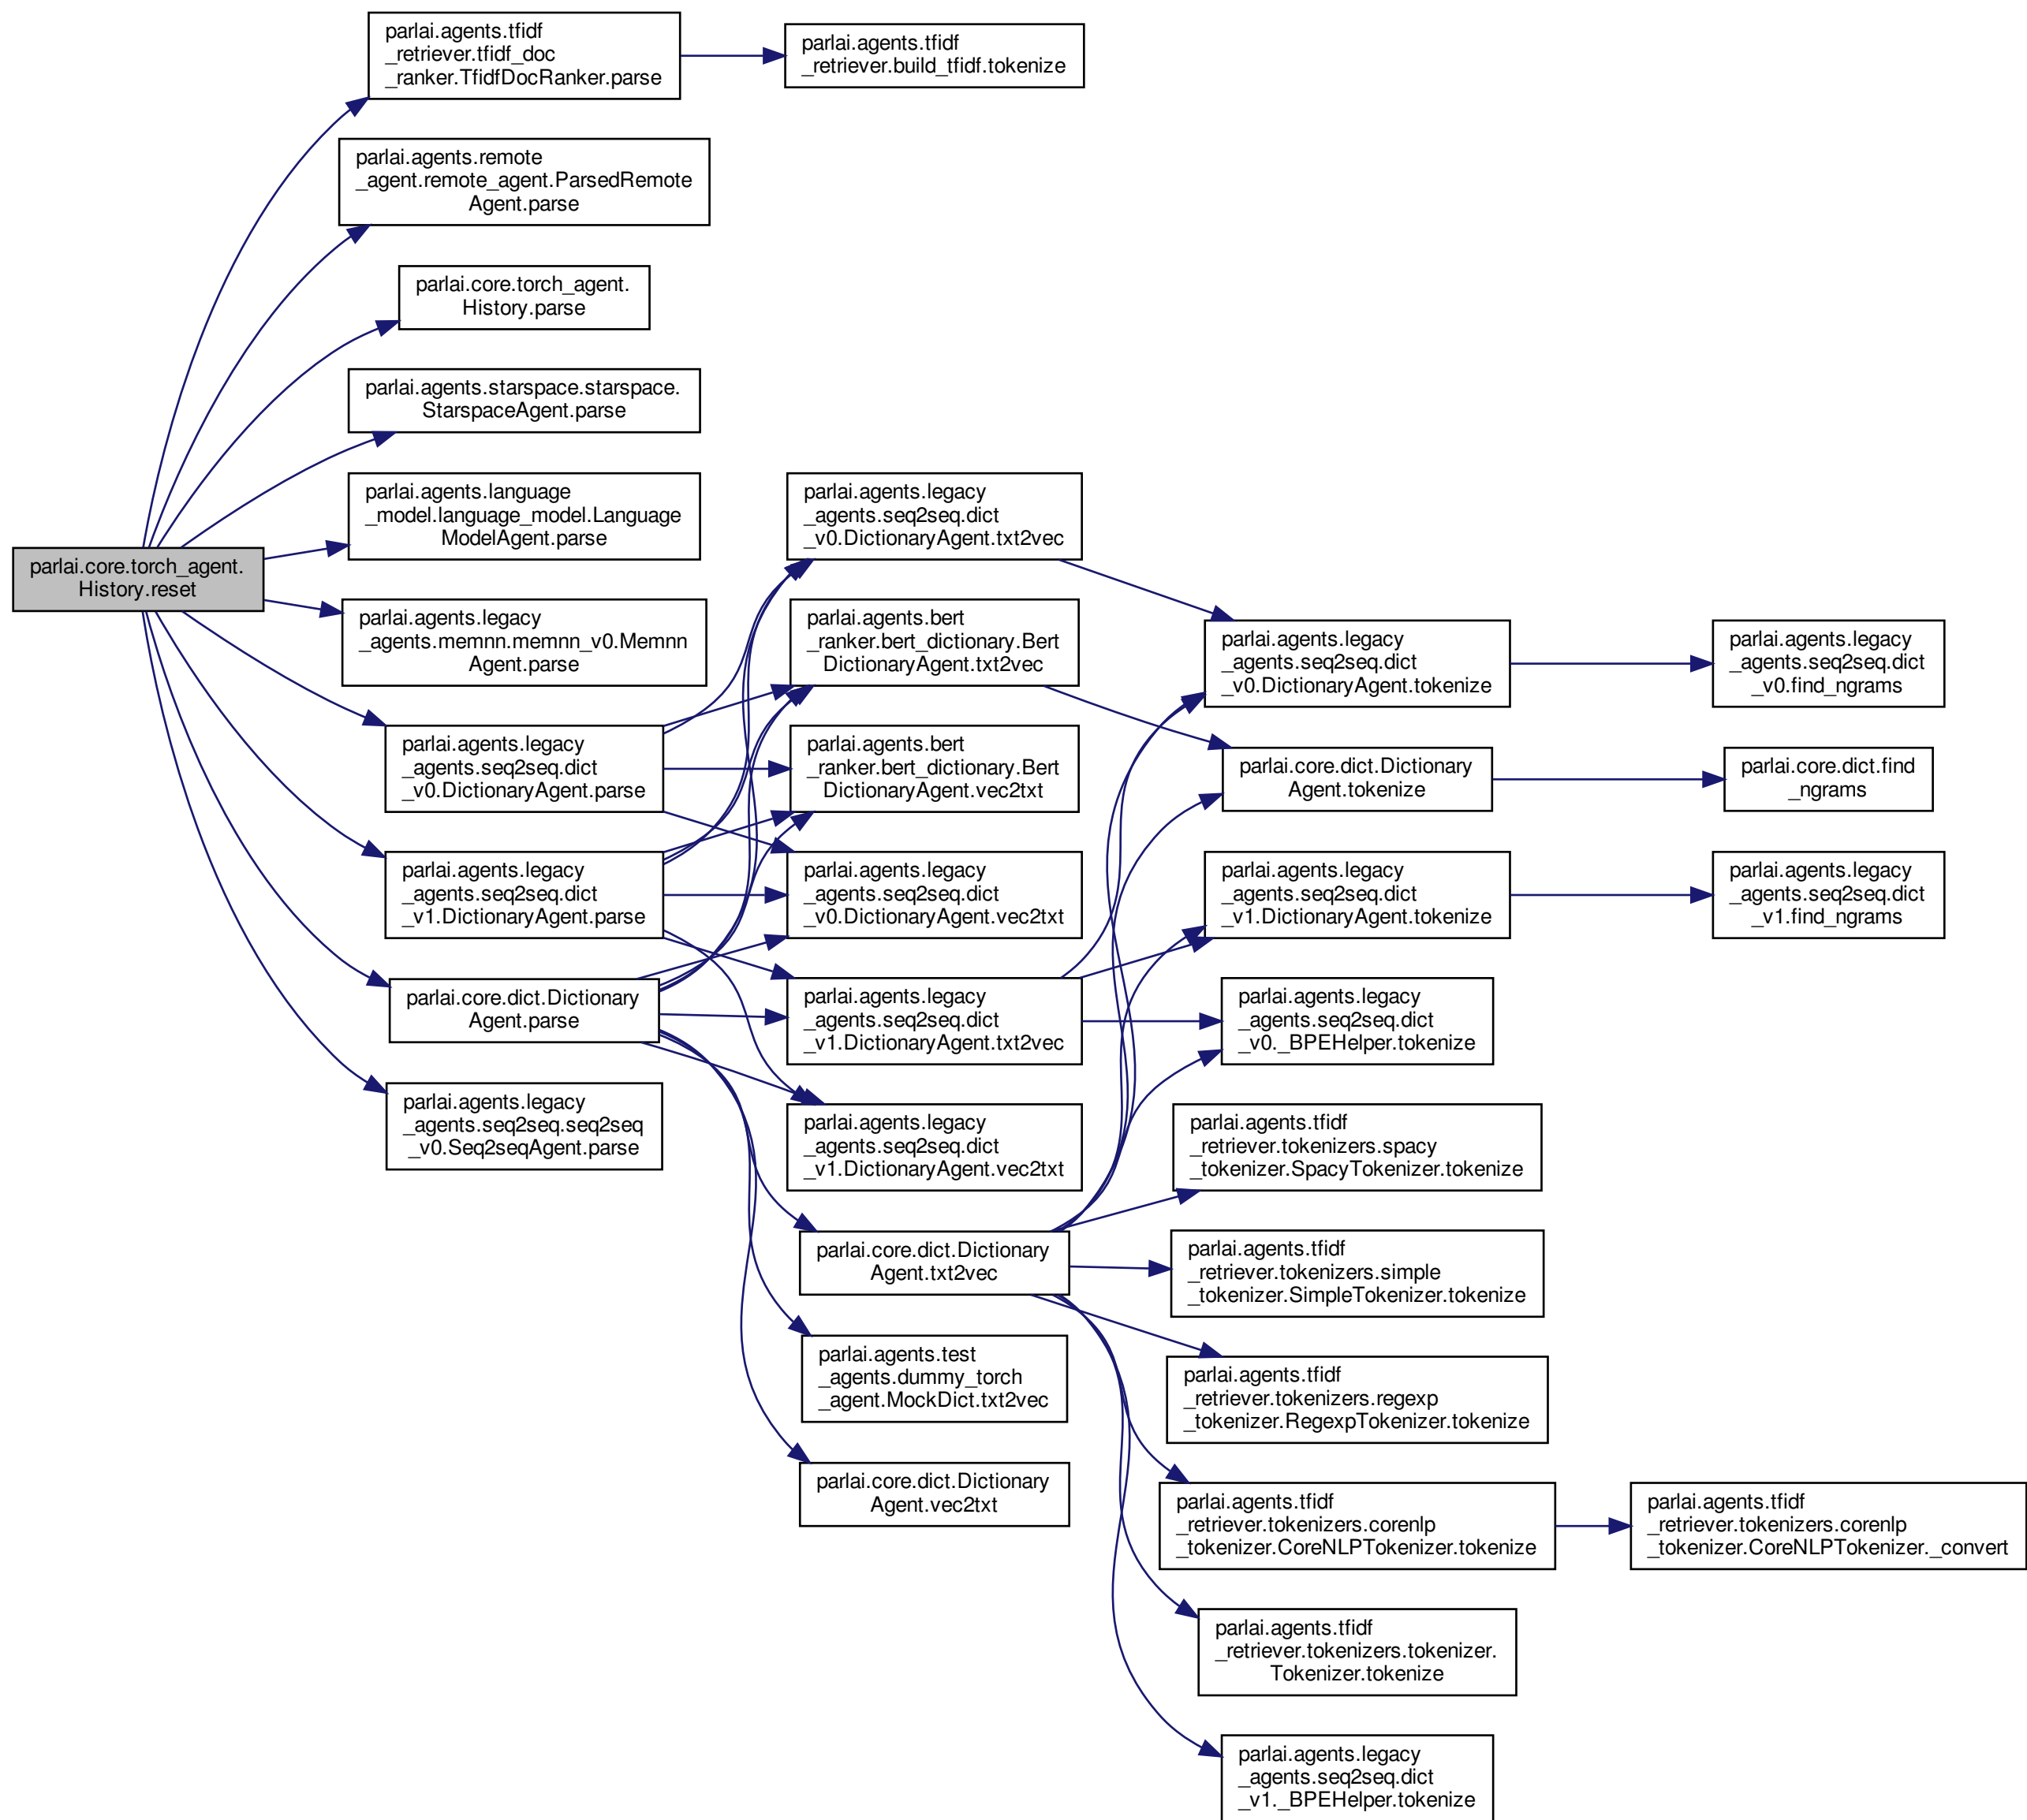 parlai.agents.tfidf
_retriever.tfidf_doc
_ranker.TfidfDocRanker.parse
parlai.agents.tfidf
_retriever.build_tfidf.tokenize
parlai.agents.remote
_agent.remote_agent.ParsedRemote
Agent.parse
parlai.core.torch_agent.
History.parse
parlai.agents.starspace.starspace.
StarspaceAgent.parse
parlai.agents.language
_model.language_model.Language
ModelAgent.parse
parlai.core.torch_agent.
History.reset
parlai.agents.legacy
_agents.memnn.memnn_v0.Memnn
Agent.parse
parlai.agents.legacy
_agents.seq2seq.dict
_v0.DictionaryAgent.parse
parlai.agents.legacy
_agents.seq2seq.dict
_v1.DictionaryAgent.parse
parlai.core.dict.Dictionary
Agent.parse
parlai.agents.legacy
_agents.seq2seq.seq2seq
_v0.Seq2seqAgent.parse
parlai.agents.legacy
_agents.seq2seq.dict
_v0.DictionaryAgent.txt2vec
parlai.agents.bert
_ranker.bert_dictionary.Bert
DictionaryAgent.txt2vec
parlai.agents.bert
_ranker.bert_dictionary.Bert
DictionaryAgent.vec2txt
parlai.agents.legacy
_agents.seq2seq.dict
_v0.DictionaryAgent.vec2txt
parlai.agents.legacy
_agents.seq2seq.dict
_v1.DictionaryAgent.txt2vec
parlai.agents.legacy
_agents.seq2seq.dict
_v1.DictionaryAgent.vec2txt
parlai.core.dict.Dictionary
Agent.txt2vec
parlai.agents.test
_agents.dummy_torch
_agent.MockDict.txt2vec
parlai.core.dict.Dictionary
Agent.vec2txt
parlai.agents.legacy
_agents.seq2seq.dict
_v0.DictionaryAgent.tokenize
parlai.core.dict.Dictionary
Agent.tokenize
parlai.agents.legacy
_agents.seq2seq.dict
_v1.DictionaryAgent.tokenize
parlai.agents.legacy
_agents.seq2seq.dict
_v0._BPEHelper.tokenize
parlai.agents.tfidf
_retriever.tokenizers.spacy
_tokenizer.SpacyTokenizer.tokenize
parlai.agents.tfidf
_retriever.tokenizers.simple
_tokenizer.SimpleTokenizer.tokenize
parlai.agents.tfidf
_retriever.tokenizers.regexp
_tokenizer.RegexpTokenizer.tokenize
parlai.agents.tfidf
_retriever.tokenizers.corenlp
_tokenizer.CoreNLPTokenizer.tokenize
parlai.agents.tfidf
_retriever.tokenizers.tokenizer.
Tokenizer.tokenize
parlai.agents.legacy
_agents.seq2seq.dict
_v1._BPEHelper.tokenize
parlai.agents.legacy
_agents.seq2seq.dict
_v0.find_ngrams
parlai.core.dict.find
_ngrams
parlai.agents.legacy
_agents.seq2seq.dict
_v1.find_ngrams
parlai.agents.tfidf
_retriever.tokenizers.corenlp
_tokenizer.CoreNLPTokenizer._convert